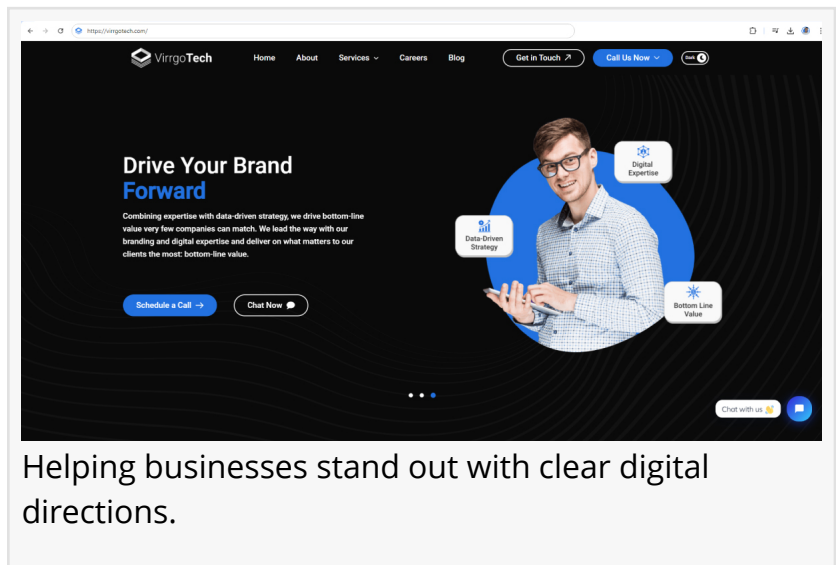 https://virrgotech.com/
VirrgoTech
Home
About
Services
Careers
Blog
Get in Touch
Call Us Now
Dark
Drive Your Brand
Forward
Combining expertise with data-driven strategy, we drive bottom-line
value very few companies can match. We lead the way with our
branding and digital expertise and deliver on what matters to our
clients the most: bottom-line value.
Schedule a Call
Chat Now
Digital
Expertise
Data-Driven
Strategy
Bottom Line
Value
Chat with us 👋
Helping businesses stand out with clear digital
directions.